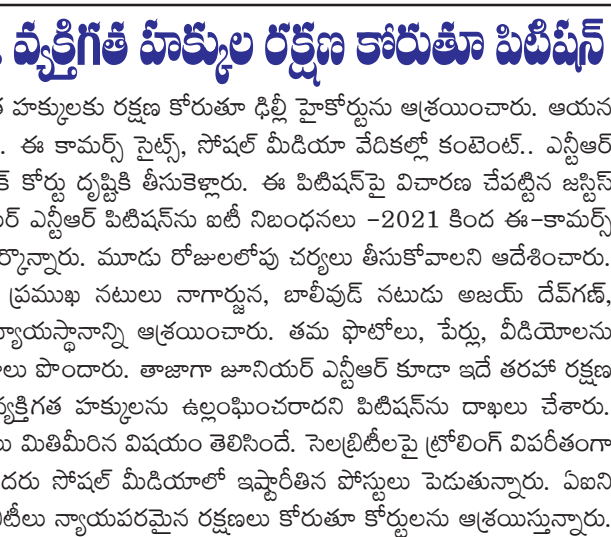 వ్యక్తిగత హక్కుల రక్షణ కోరుతూ పిటిషన్
హక్కులకు రక్షణ కోరుతూ ఢిల్లీ హైకోర్టును ఆశ్రయించారు. ఆయన
. ఈ కామర్స్ సైట్స్, సోషల్ మీడియా వేదికల్లో కంటెంట్.. ఎన్టీఆర్
కోర్టు దృష్టికి తీసుకెళ్లారు. ఈ పిటిషన్‌పై విచారణ చేపట్టిన జస్టిస్
ఎన్టీఆర్ పిటిషన్‌ను ఐటీ నిబంధనలు -2021 కింద ఈ-కామర్స్
ర్కొన్నారు. మూడు రోజులలోపు చర్యలు తీసుకోవాలని ఆదేశించారు.
ప్రముఖ నటులు నాగార్జున, బాలీవుడ్ నటుడు అజయ్ దేవ్‌గణ్,
్యాయస్థానాన్ని ఆశ్రయించారు. తమ ఫొటోలు, పేర్లు, వీడియోలను
లు పొందారు. తాజాగా జూనియర్ ఎన్టీఆర్ కూడా ఇదే తరహా రక్షణ
వ్యక్తిగత హక్కులను ఉల్లంఘించరాదని పిటిషన్‌ను దాఖలు చేశారు.
మితిమీరిన విషయం తెలిసిందే. సెలబ్రిటీలపై ట్రోలింగ్ విపరీతంగా
దరు సోషల్ మీడియాలో ఇష్టారీతిన పోస్టులు పెడుతున్నారు. ఏఐని
టీలు న్యాయపరమైన రక్షణలు కోరుతూ కోర్టులను ఆశ్రయిస్తున్నారు.